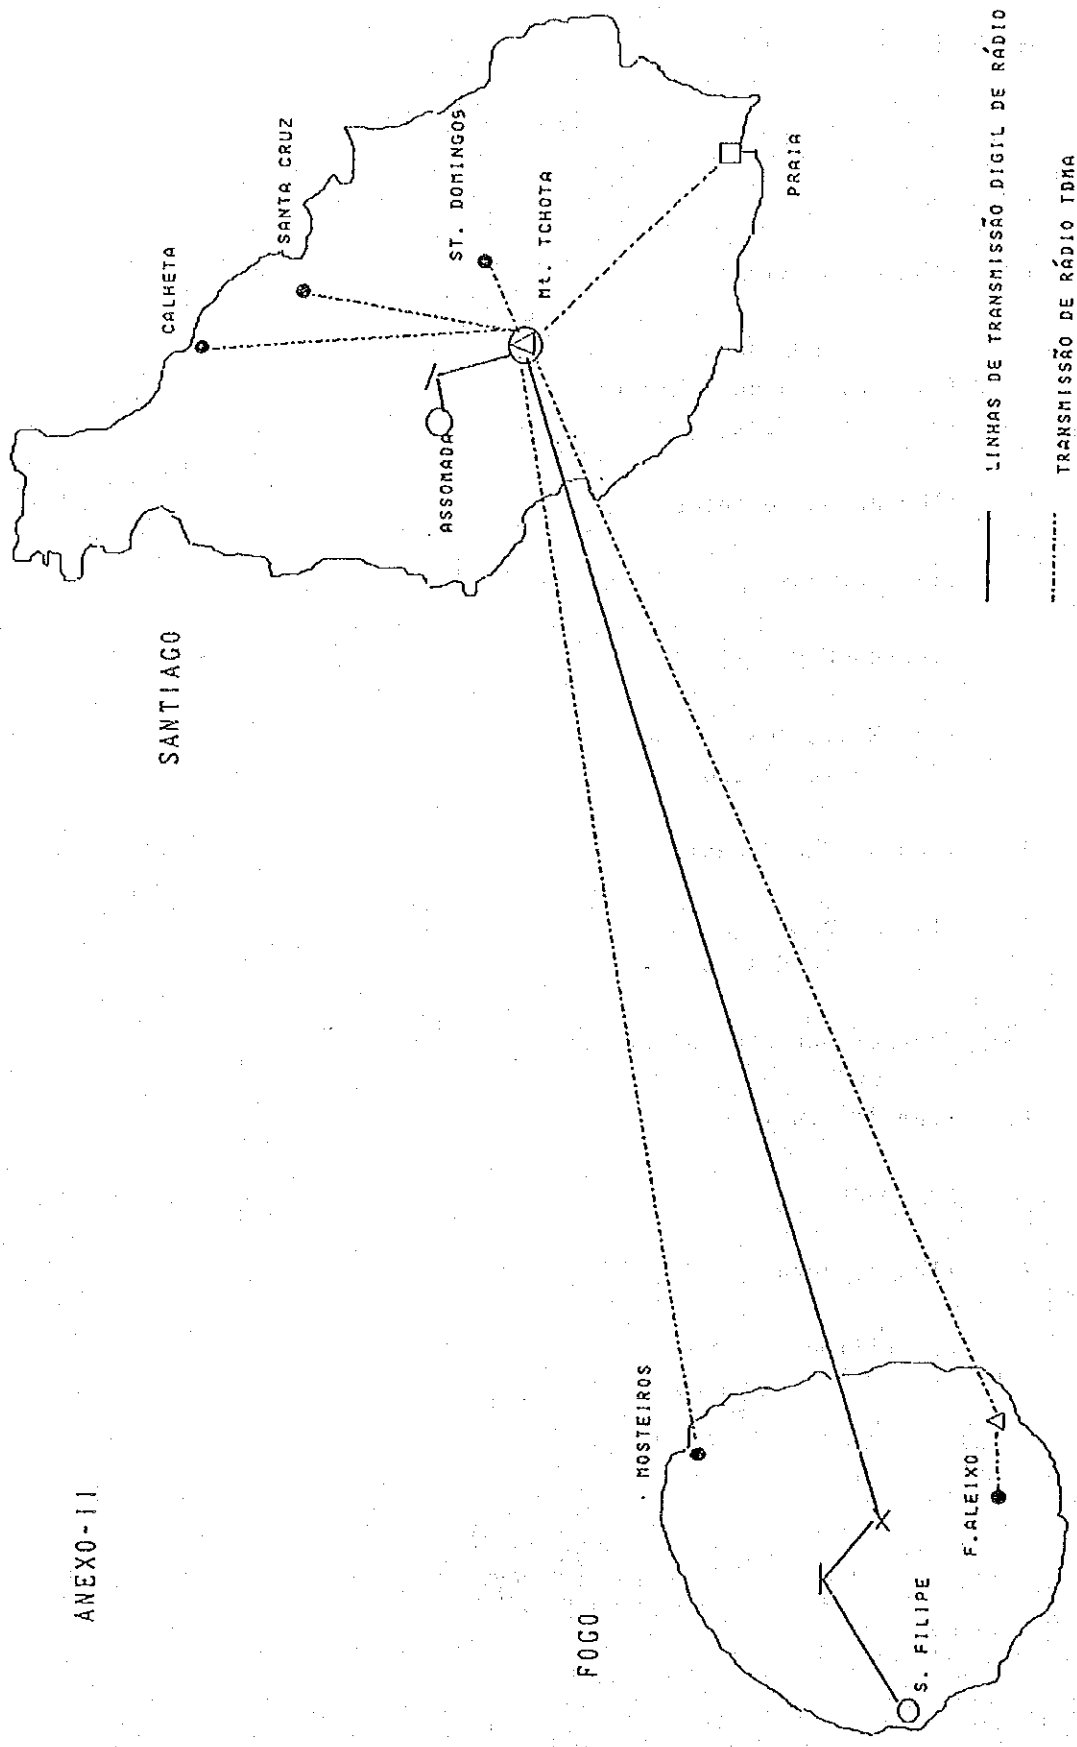 ANEXO-11
SANTIAGO
CALHETA
SANTA CRUZ
ST. DOMINGOS
Mt. TCHOTA
ASSOMADA
PRAIA
FOGO
MOSTEIROS
F.ALEIXO
S. FILIPE
LINHAS DE TRANSMISSÃO DIGIL DE RÁDIO
TRANSMISSÃO DE RÁDIO TDMA